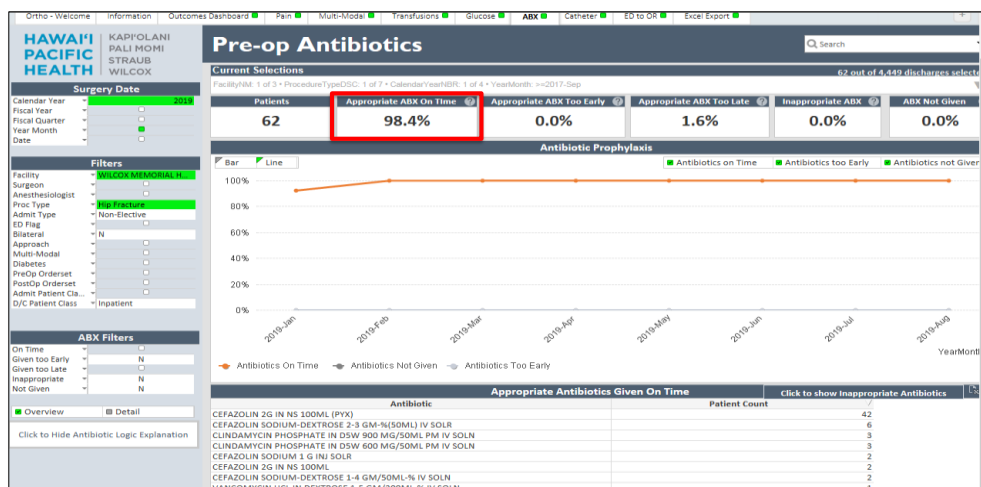 Ortho - Welcome Information Outcomes Dashboard Pain Multi-Modal Transfusions Glucose ABX Catheter ED to OR Excel Export
HAWAI'I PACIFIC HEALTH
KAPI'OLANI
PALI MOMI
STRAUB
WILCOX
Pre-op Antibiotics
Search
Current Selections
62 out of 4,449 discharges selecte
FacilityNM: 1 of 3 • ProcedureTypeDSC: 1 of 7 • CalendarYearNBR: 1 of 4 • YearMonth: >=2017-Sep
Surgery Date
Calendar Year 2019
Fiscal Year
Fiscal Quarter
Year Month
Date
Filters
Facility WILCOX MEMORIAL H...
Surgeon
Anesthesiologist
Proc Type Hip Fracture
Admit Type Non-Elective
ED Flag
Bilateral N
Approach
Multi-Modal
Diabetes
PreOp Orderset
PostOp Orderset
Admit Patient Cla...
D/C Patient Class Inpatient
ABX Filters
On Time
Given too Early N
Given too Late
Inappropriate N
Not Given N
Overview Detail
Click to Hide Antibiotic Logic Explanation
Patients Appropriate ABX On TIme ? Appropriate ABX Too Early ? Appropriate ABX Too Late ? Inappropriate ABX ? ABX Not Given
62 98.4% 0.0% 1.6% 0.0% 0.0%
Antibiotic Prophylaxis
Bar Line
Antibiotics on Time Antibiotics too Early Antibiotics not Given
100%
80%
60%
40%
20%
0%
2019-Jan 2019-Feb 2019-Mar 2019-Apr 2019-May 2019-Jun 2019-Jul 2019-Aug
YearMonth
Antibiotics On Time Antibiotics Not Given Antibiotics Too Early
Appropriate Antibiotics Given On Time
Click to show Inappropriate Antibiotics
Antibiotic Patient Count
CEFAZOLIN 2G IN NS 100ML (PYX) 42
CEFAZOLIN SODIUM-DEXTROSE 2-3 GM-%(50ML) IV SOLR 6
CLINDAMYCIN PHOSPHATE IN D5W 900 MG/50ML PM IV SOLN 3
CLINDAMYCIN PHOSPHATE IN D5W 600 MG/50ML PM IV SOLN 3
CEFAZOLIN SODIUM 1 G INJ SOLR 2
CEFAZOLIN 2G IN NS 100ML 2
CEFAZOLIN SODIUM-DEXTROSE 1-4 GM/50ML-% IV SOLN 2